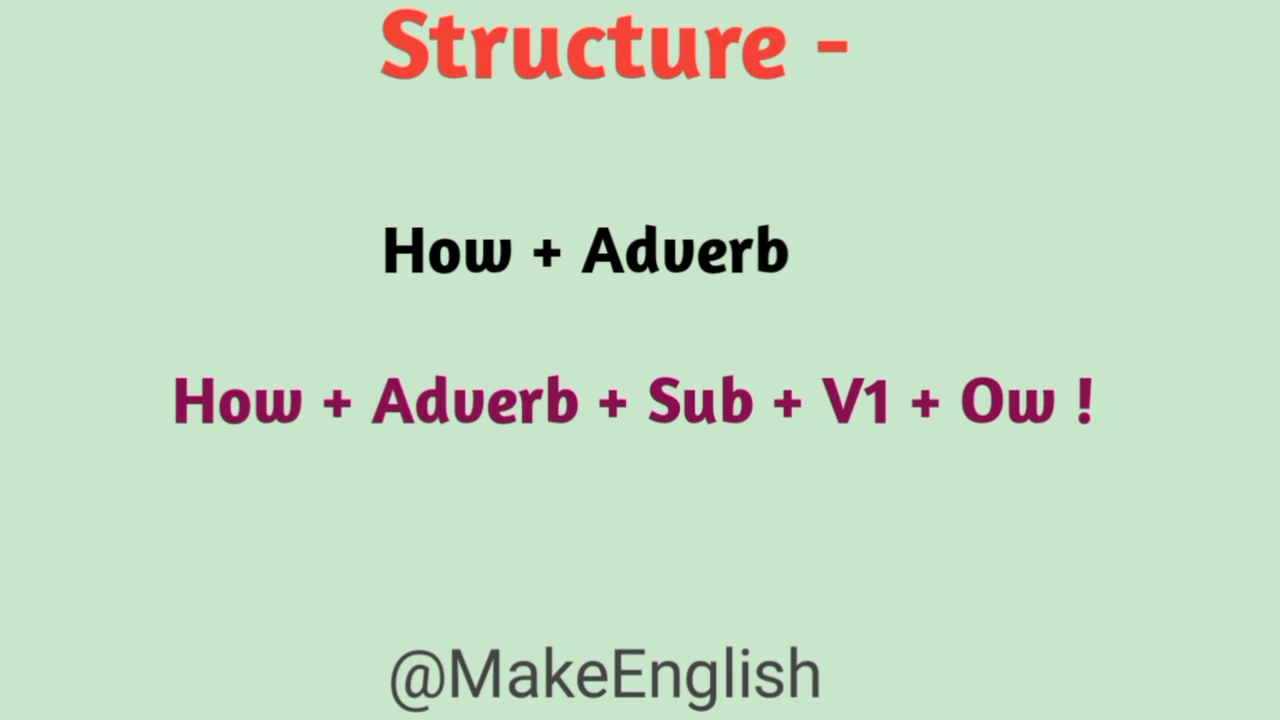 Structure -
How + Adverb
How + Adverb + Sub + V1 + Ow !
@MakeEnglish